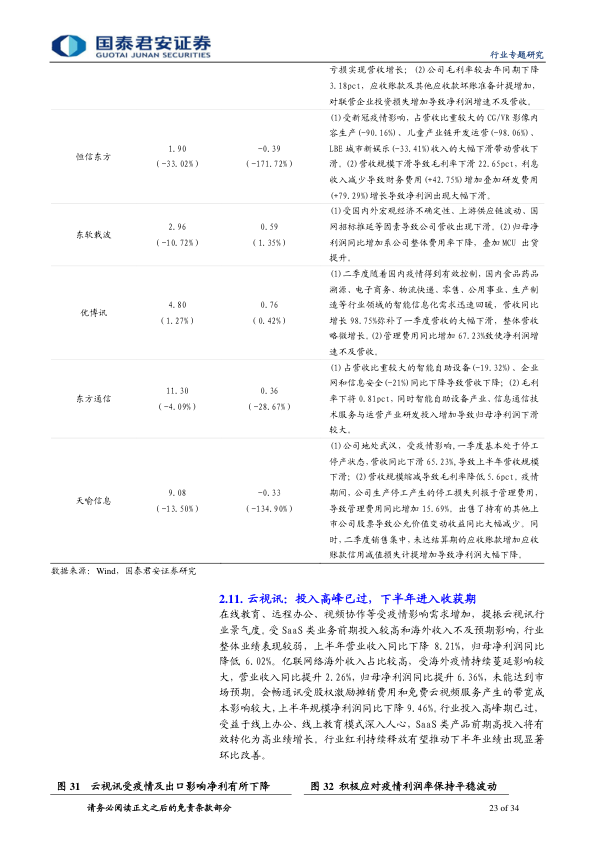 国泰君安证券
GUOTAI JUNAN SECURITIES
行业专题研究
亏损实现营收增长；(2)公司毛利率较去年同期下降
3.18pct，应收账款及其他应收款坏账准备计提增加，
对联营企业投资损失增加导致净利润增速不及营收。
恒信东方
1.90
(-33.02%)
-0.39
(-171.72%)
(1)受新冠疫情影响，占营收比重较大的 CG/VR 影像内
容生产(-90.16%)、儿童产业链开发运营(-98.06%)、
LBE 城市新娱乐(-33.41%)收入的大幅下滑带动营收下
滑。(2)营收规模下滑导致毛利率下滑 22.65pct，利息
收入减少导致财务费用(+42.75%)增加叠加研发费用
(+79.29%)增长导致净利润出现大幅下滑。
东软载波
2.96
(-10.72%)
0.59
(1.35%)
(1)受国内外宏观经济不确定性、上游供应链波动、国
网招标推延等因素导致公司营收出现下滑。(2)归母净
利润同比增加系公司整体费用率下降，叠加 MCU 出货
提升。
优博讯
4.80
(1.27%)
0.76
(0.42%)
(1)二季度随着国内疫情得到有效控制，国内食品药品
溯源、电子商务、物流快递、零售、公用事业、生产制
造等行业领域的智能信息化需求迅速回暖，营收同比
增长 98.75%弥补了一季度营收的大幅下滑，整体营收
略微增长。(2)管理费用同比增加 67.23%致使净利润增
速不及营收。
东方通信
11.30
(-4.09%)
0.36
(-28.67%)
(1)占营收比重较大的智能自助设备(-19.32%)、企业
网和信息安全(-21%)同比下降导致营收下降；(2)毛利
率下将 0.81pct，同时智能自助设备产业、信息通信技
术服务与运营产业研发投入增加导致归母净利润下滑
较大。
天喻信息
9.08
(-13.50%)
-0.33
(-134.90%)
(1)公司地处武汉，受疫情影响,一季度基本处于停工
停产状态,营收同比下滑 65.23%,导致上半年营收规模
下滑；(2)营收规模缩减导致毛利率降低,5.6pct。疫情
期间，公司生产停工产生的停工损失列报于管理费用，
导致管理费用同比增加 15.69%。出售了持有的其他上
市公司股票导致公允价值变动收益同比大幅减少。同
时，二季度销售集中，未达结算期的应收账款增加应收
账款信用减值损失计提增加导致净利润大幅下降。
数据来源：Wind，国泰君安证券研究
2.11. 云视讯：投入高峰已过，下半年进入收获期
在线教育、远程办公、视频协作等受疫情影响需求增加，提振云视讯行
业景气度。受 SaaS 类业务前期投入较高和海外收入不及预期影响，行业
整体业绩表现较弱，上半年营业收入同比下降 8.21%，归母净利润同比
降低 6.02%。亿联网络海外收入占比较高，受海外疫情持续蔓延影响较
大，营业收入同比提升 2.26%，归母净利润同比提升 6.36%，未能达到市
场预期。会畅通讯受股权激励摊销费用和免费云视频服务产生的带宽成
本影响较大,上半年规模净利润同比下降 9.46%。行业投入高峰期已过，
受益于线上办公、线上教育模式深入人心，SaaS 类产品前期高投入将有
效转化为高业绩增长。行业红利持续释放有望推动下半年业绩出现显著
环比改善。
图 31 云视讯受疫情及出口影响净利有所下降
图 32 积极应对疫情利润率保持平稳波动
请务必阅读正文之后的免责条款部分
23 of 34